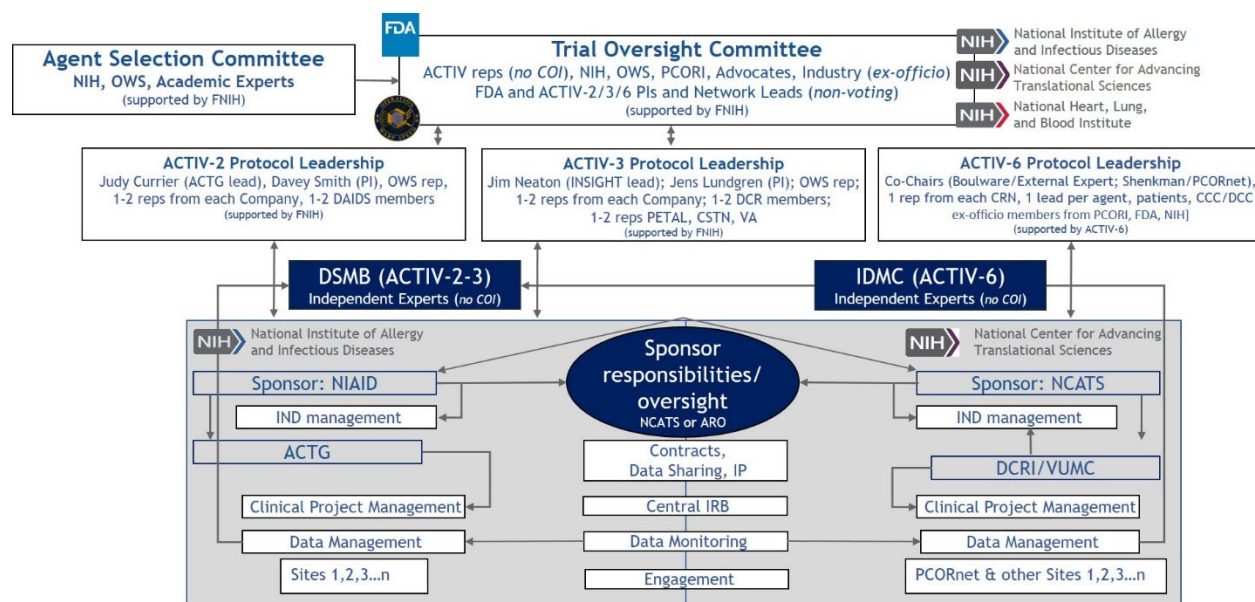 FDA
Agent Selection Committee
NIH, OWS, Academic Experts
(supported by FNIH)
Trial Oversight Committee
ACTIV reps (no COI), NIH, OWS, PCORI, Advocates, Industry (ex-officio)
FDA and ACTIV-2/3/6 PIs and Network Leads (non-voting)
(supported by FNIH)
NIH
National Institute of Allergy
and Infectious Diseases
NIH
National Center for Advancing
Translational Sciences
NIH
National Heart, Lung,
and Blood Institute
ACTIV-2 Protocol Leadership
Judy Currier (ACTG lead), Davey Smith (PI), OWS rep,
1-2 reps from each Company, 1-2 DAIDS members
(supported by FNIH)
ACTIV-3 Protocol Leadership
Jim Neaton (INSIGHT lead; Jens Lundgren (PI); OWS rep;
1-2 reps from each Company; 1-2 DCR members;
1-2 reps PETAL, CSTN, VA
(supported by FNIH)
ACTIV-6 Protocol Leadership
Co-Chairs (Boulware/External Expert; Shenkman/PCORnet),
1 rep from each CRN, 1 lead per agent, patients, CCC/DCC
ex-officio members from PCORI, FDA, NIH]
(supported by ACTIV-6)
DSMB (ACTIV-2-3)
Independent Experts (no COI)
IDMC (ACTIV-6)
Independent Experts (no COI)
NIH
National Institute of Allergy
and Infectious Diseases
NIH
National Center for Advancing
Translational Sciences
Sponsor
responsibilities/
oversight
NCATS or ARO
Sponsor: NIAID
Sponsor: NCATS
IND management
IND management
ACTG
Contracts,
Data Sharing, IP
DCRI/VUMC
Clinical Project Management
Central IRB
Clinical Project Management
Data Management
Data Monitoring
Data Management
Sites 1,2,3...n
Engagement
PCORnet & other Sites 1,2,3...n